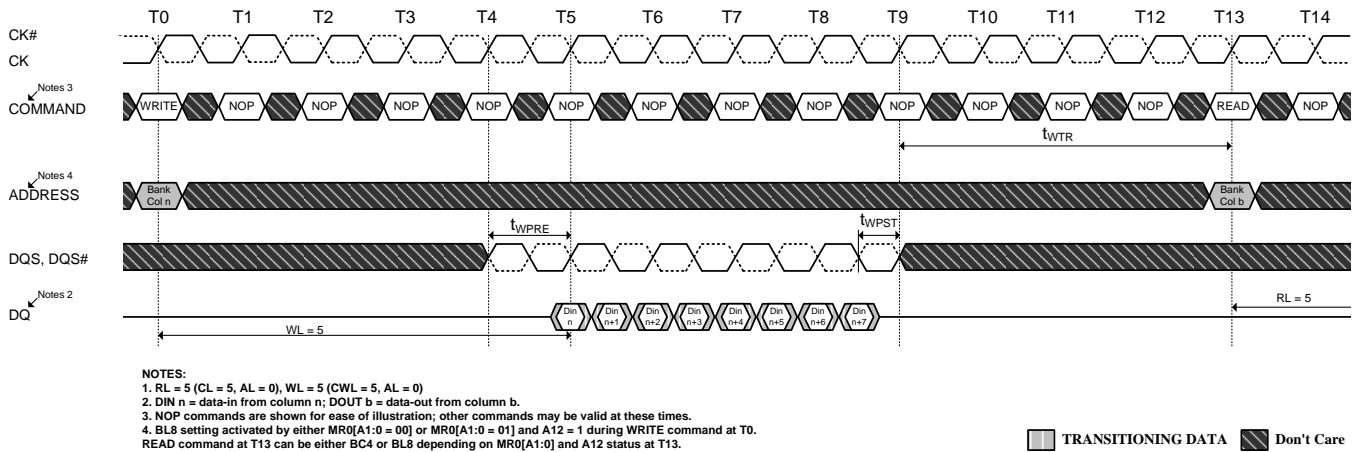 T0 T1 T2 T3 T4 T5 T6 T7 T8 T9 T10 T11 T12 T13 T14
CK#
CK
Notes 3
COMMAND
WRITE NOP NOP NOP NOP NOP NOP NOP NOP NOP NOP NOP NOP READ NOP
tWTR
Notes 4
ADDRESS
Bank Bank
Col n Col b
tWPRE tWPST
DQS, DQS#
Notes 2
DQ
Din Din Din Din Din Din Din Din
n n+1 n+2 n+3 n+4 n+5 n+6 n+7
RL = 5
WL = 5
NOTES:
1. RL = 5 (CL = 5, AL = 0), WL = 5 (CWL = 5, AL = 0)
2. DIN n = data-in from column n; DOUT b = data-out from column b.
3. NOP commands are shown for ease of illustration; other commands may be valid at these times.
4. BL8 setting activated by either MR0[A1:0 = 00] or MR0[A1:0 = 01] and A12 = 1 during WRITE command at T0.
READ command at T13 can be either BC4 or BL8 depending on MR0[A1:0] and A12 status at T13.
TRANSITIONING DATA Don't Care